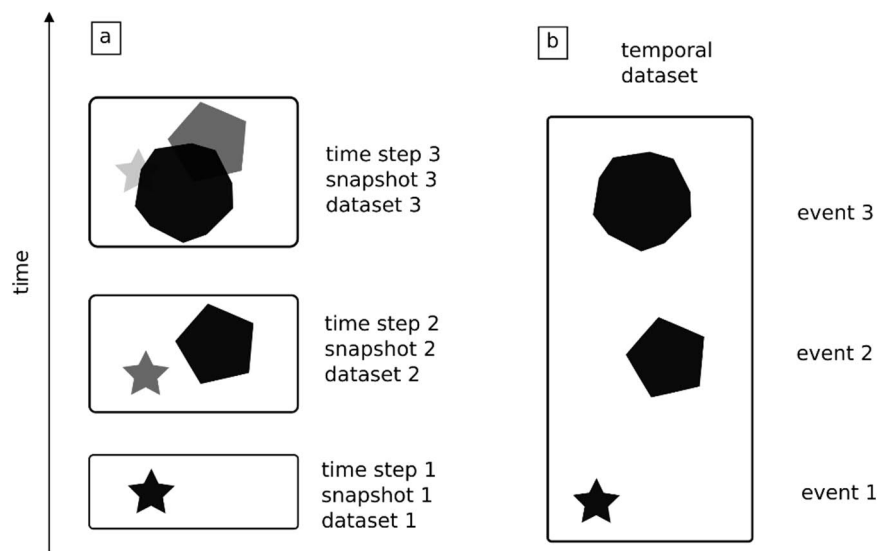 a
time step 3
snapshot 3
dataset 3
time step 2
snapshot 2
dataset 2
time step 1
snapshot 1
dataset 1
time
b
temporal
dataset
event 3
event 2
event 1